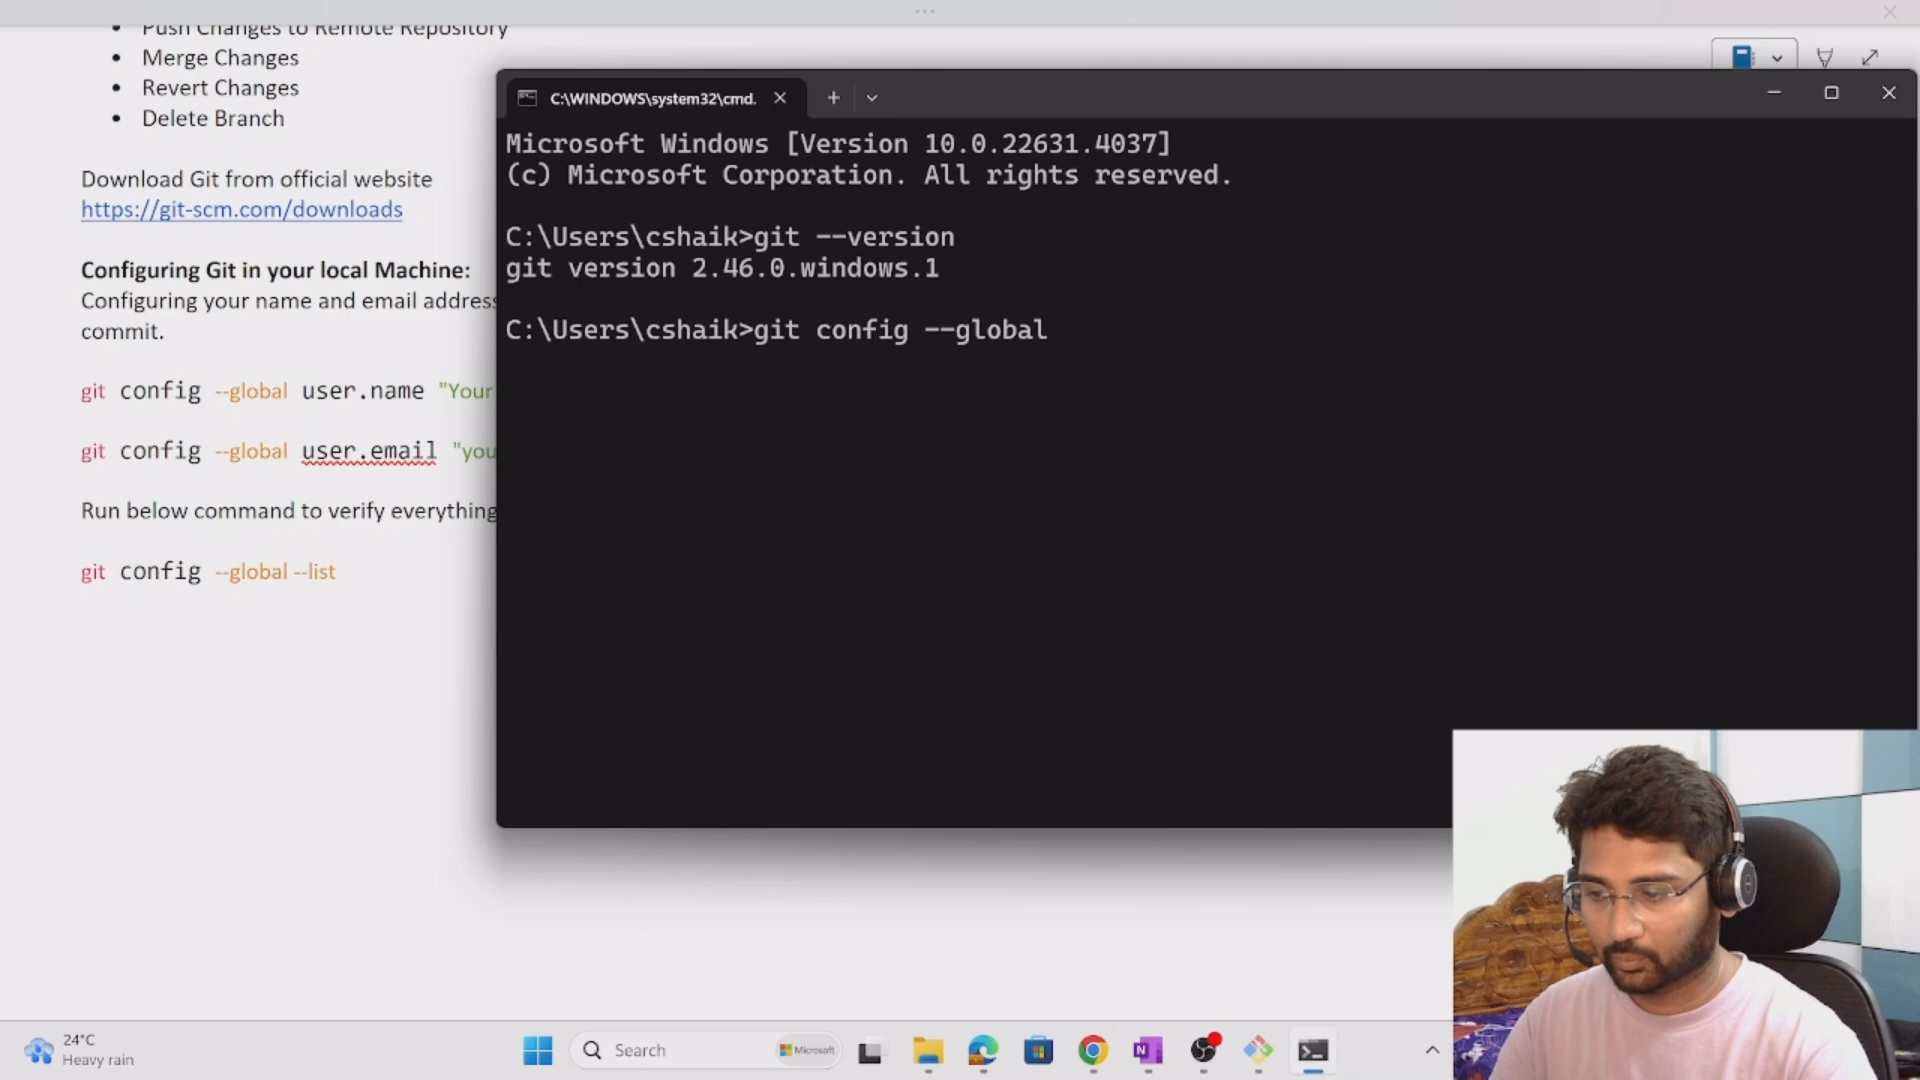 Push Changes to Remote Repository
Merge Changes
Revert Changes
Delete Branch
Download Git from official website
https://git-scm.com/downloads
Configuring Git in your local Machine:
Configuring your name and email address
commit.
git config --global user.name "Your
git config --global user.email "you
Run below command to verify everything
git config --global --list
C:\WINDOWS\system32\cmd.
Microsoft Windows [Version 10.0.22631.4037]
(c) Microsoft Corporation. All rights reserved.
C:\Users\cshaik>git --version
git version 2.46.0.windows.1
C:\Users\cshaik>git config --global
24°C
Heavy rain
Search
Microsoft